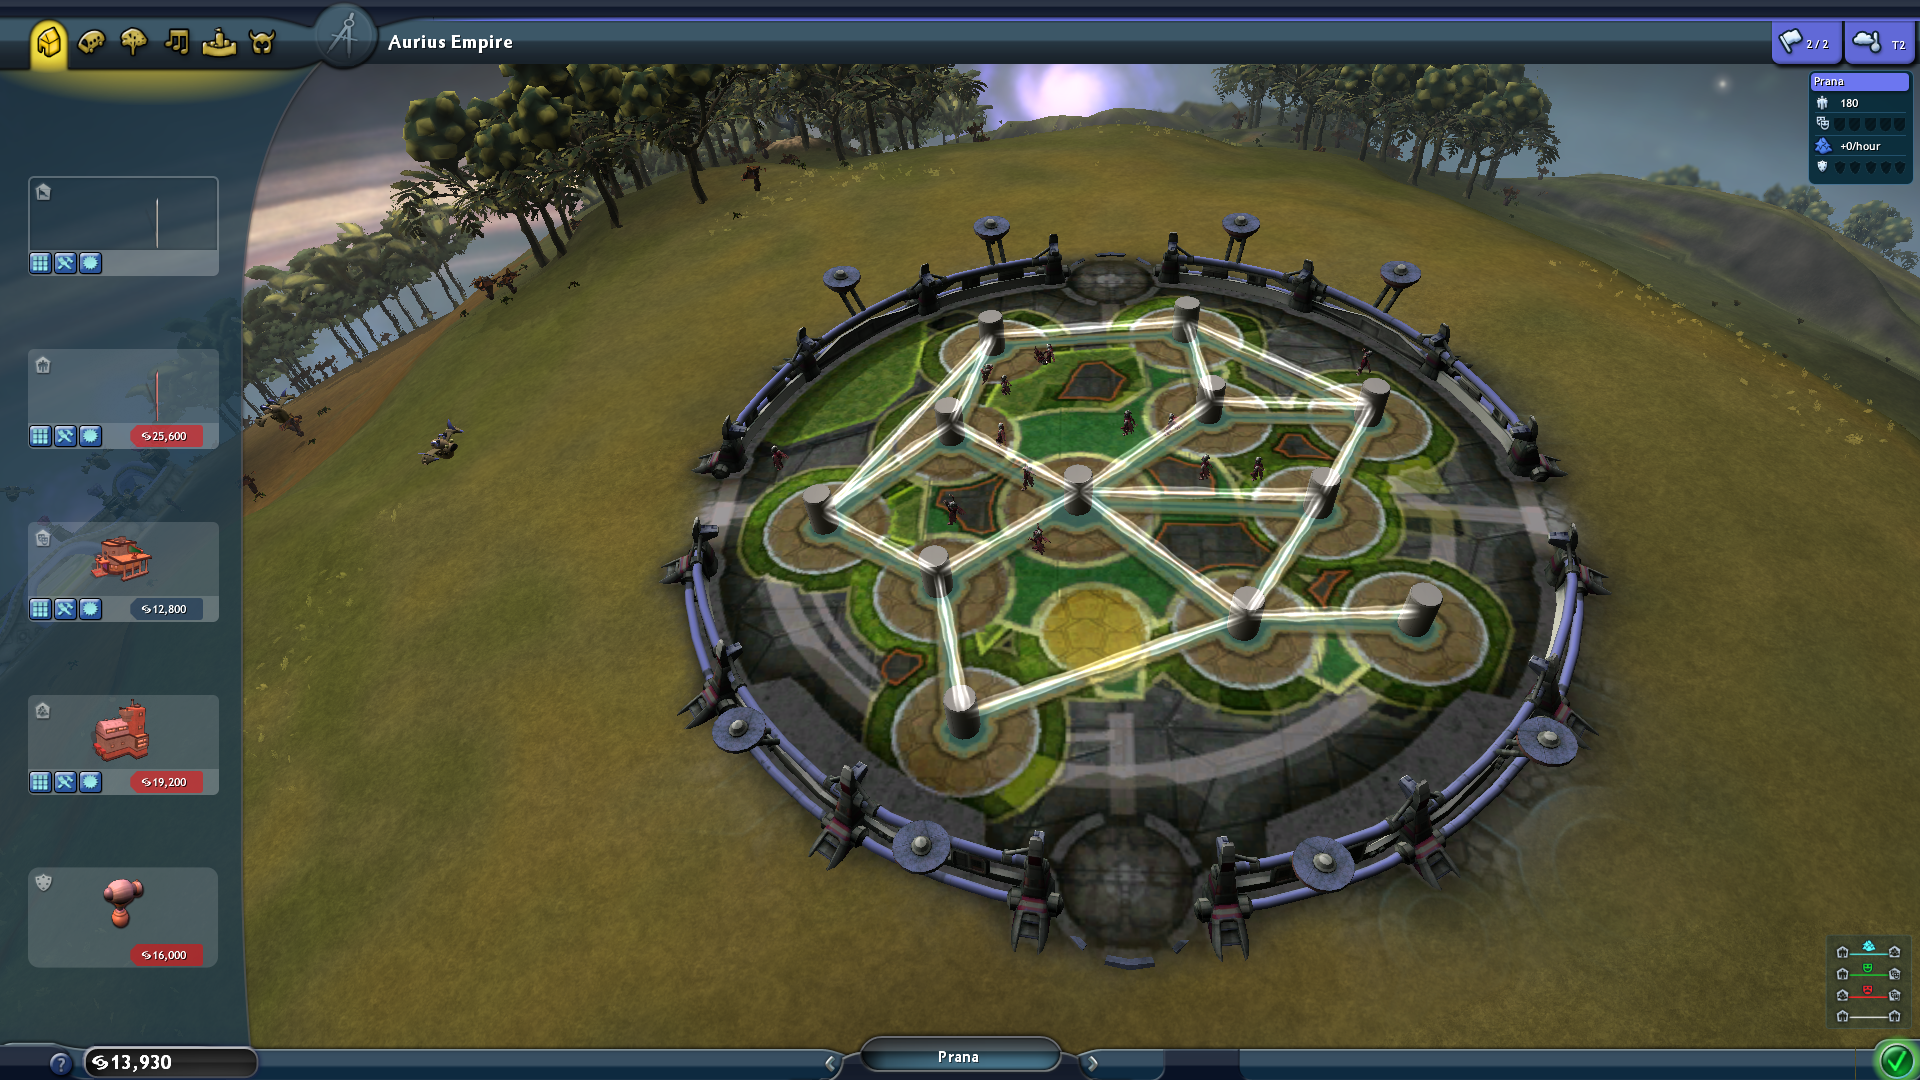 Aurius Empire
2 / 2
T2
Prana
180
+0/hour
25,600
12,800
19,200
16,000
?
13,930
Prana